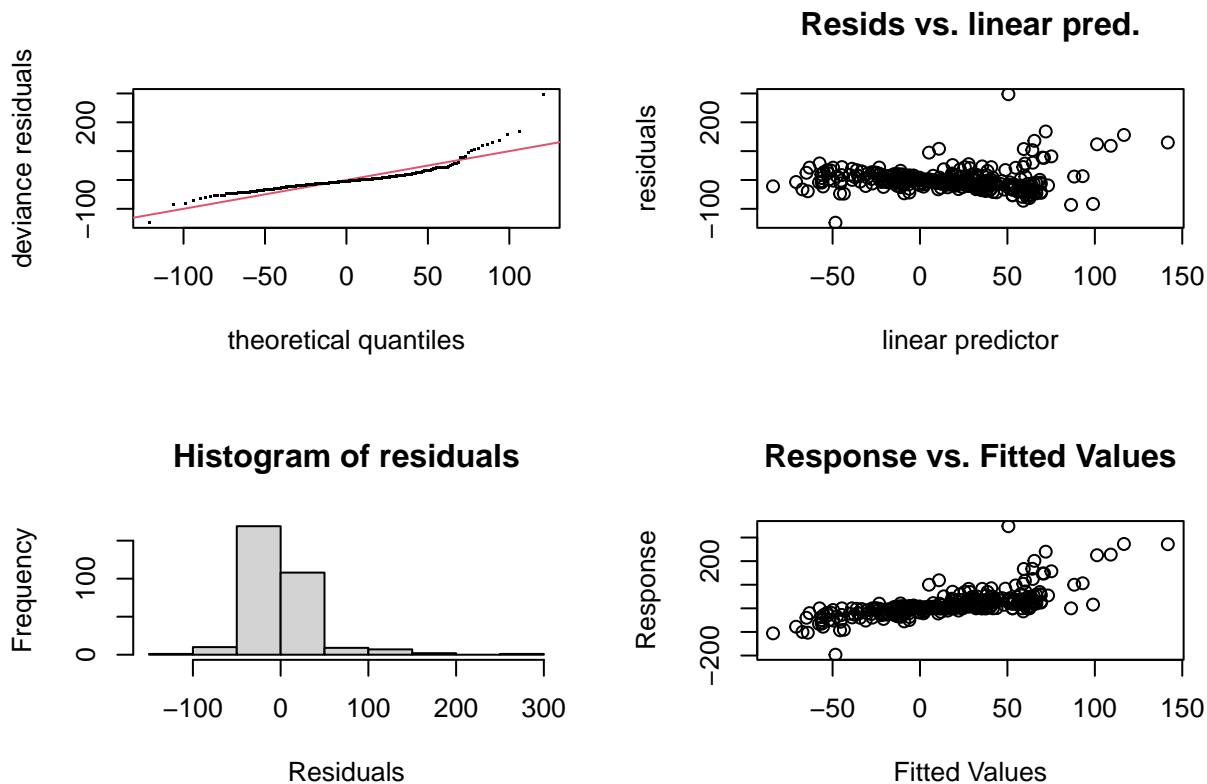 deviance residuals
−100
200
−100
−50
0
50
100
theoretical quantiles
Resids vs. linear pred.
residuals
−100
200
−50
0
50
100
150
linear predictor
Histogram of residuals
Frequency
0
100
−100
0
100
200
300
Residuals
Response vs. Fitted Values
Response
−200
200
−50
0
50
100
150
Fitted Values